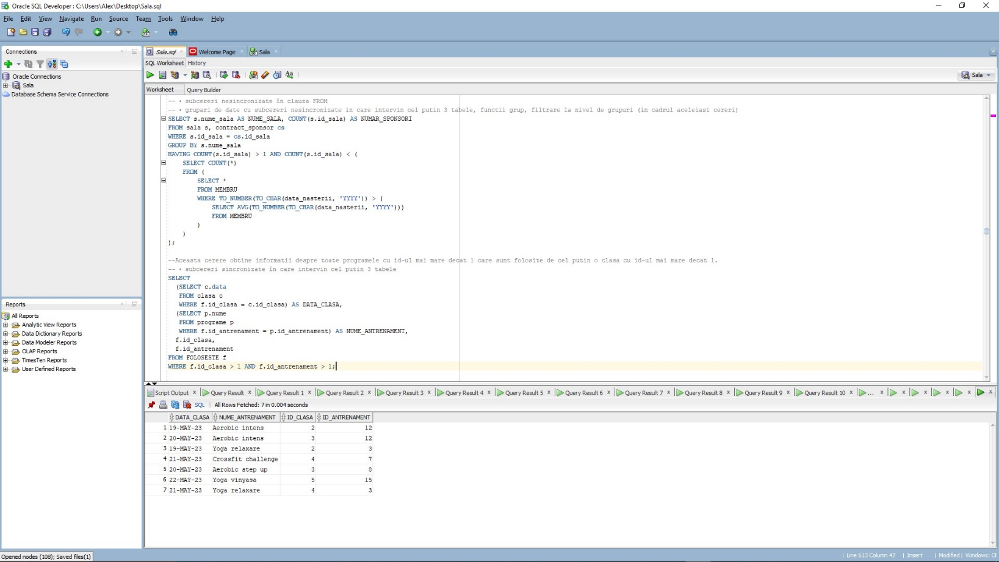 Oracle SQL Developer : C:\Users\Alex\Desktop\Sala.sql
File Edit View Navigate Run Source Team Tools Window Help
Connections
Oracle Connections
Sala
Database Schema Service Connections
Reports
All Reports
Analytic View Reports
Data Dictionary Reports
Data Modeler Reports
OLAP Reports
TimesTen Reports
User Defined Reports
Sala.sql Welcome Page Sala
SQL Worksheet History
Sala
Worksheet Query Builder
-- • subcereri nesincronizate în clauza FROM
-- • grupari de date cu subcereri nesincronizate in care intervin cel putin 3 tabele, functii grup, filtrare la nivel de grupuri (in cadrul aceleiasi cereri)
SELECT s.nume_sala AS NUME_SALA, COUNT(s.id_sala) AS NUMAR_SPONSORI
FROM sala s, contract_sponsor cs
WHERE s.id_sala = cs.id_sala
GROUP BY s.nume_sala
HAVING COUNT(s.id_sala) > 1 AND COUNT(s.id_sala) < (
SELECT COUNT(*)
FROM (
SELECT *
FROM MEMBRU
WHERE TO_NUMBER(TO_CHAR(data_nasterii, 'YYYY')) > (
SELECT AVG(TO_NUMBER(TO_CHAR(data_nasterii, 'YYYY')))
FROM MEMBRU
)
)
);
--Aceasta cerere obtine informatii despre toate programele cu id-ul mai mare decat 1 care sunt folosite de cel putin o clasa cu id-ul mai mare decat 1.
-- • subcereri sincronizate în care intervin cel putin 3 tabele
SELECT
(SELECT c.data
FROM clasa c
WHERE f.id_clasa = c.id_clasa) AS DATA_CLASA,
(SELECT p.nume
FROM programe p
WHERE f.id_antrenament = p.id_antrenament) AS NUME_ANTRENAMENT,
f.id_clasa,
f.id_antrenament
FROM FOLOSESTE f
WHERE f.id_clasa > 1 AND f.id_antrenament > 1;
Script Output Query Result Query Result 1 Query Result 2 Query Result 3 Query Result 4 Query Result 5 Query Result 6 Query Result 7 Query Result 8 Query Result 9 Query Result 10 ...
SQL All Rows Fetched: 7 in 0.004 seconds
DATA_CLASA NUME_ANTRENAMENT ID_CLASA ID_ANTRENAMENT
1 19-MAY-23 Aerobic intens 2 12
2 20-MAY-23 Aerobic intens 3 12
3 19-MAY-23 Yoga relaxare 2 3
4 21-MAY-23 Crossfit challenge 4 7
5 20-MAY-23 Aerobic step up 3 8
6 22-MAY-23 Yoga vinyasa 5 15
7 21-MAY-23 Yoga relaxare 4 3
Opened nodes (108); Saved files(1)
Line 613 Column 47 Insert Modified Windows: C